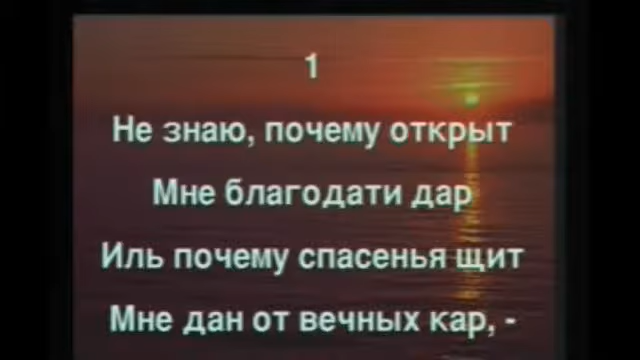 1
Не знаю, почему открыт
Мне благодати дар
Иль почему спасенья щит
Мне дан от вечных кар, -